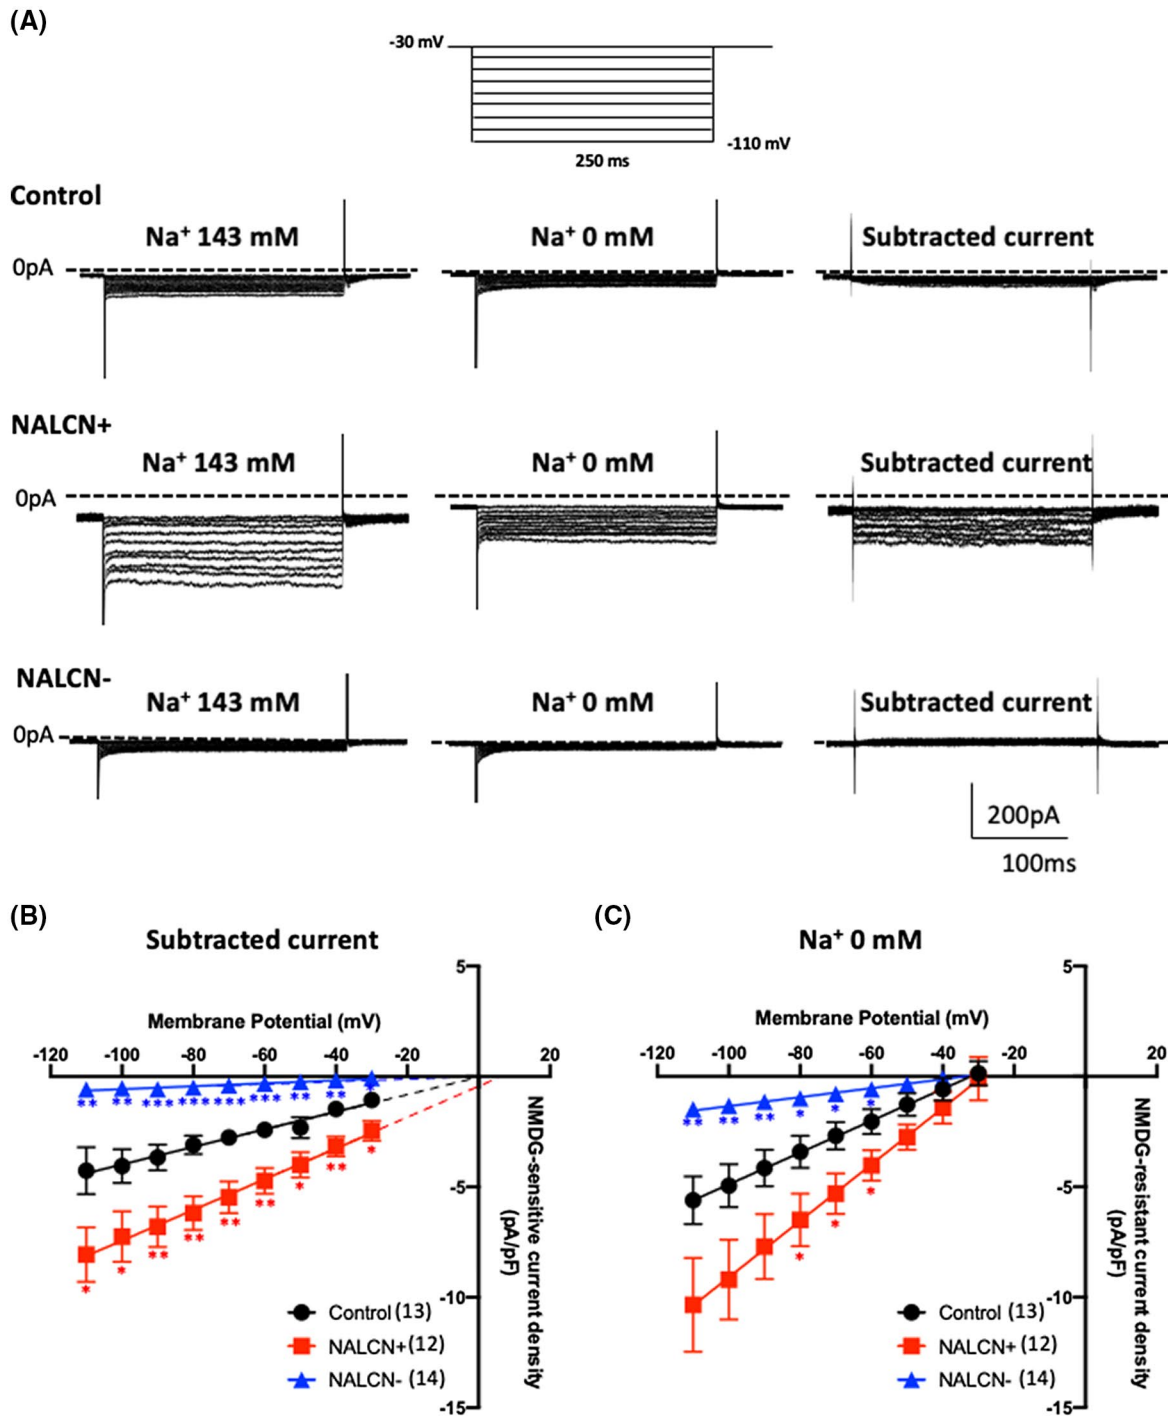 (A)
-30 mV
-110 mV
250 ms
Control
Na⁺ 143 mM
Na⁺ 0 mM
Subtracted current
0pA
NALCN+
Na⁺ 143 mM
Na⁺ 0 mM
Subtracted current
0pA
NALCN-
Na⁺ 143 mM
Na⁺ 0 mM
Subtracted current
0pA
200pA
100ms
(B)
Subtracted current
5
Membrane Potential (mV)
-120 -100 -80 -60 -40 -20 20
** ** *** *** *** *** ** ** *
-5
* * ** ** ** ** * ** *
-10
-15
NMDG-sensitive current density
(pA/pF)
Control (13)
NALCN+ (12)
NALCN- (14)
(C)
Na⁺ 0 mM
5
Membrane Potential (mV)
-120 -100 -80 -60 -40 -20 20
** ** ** * * *
-5
* * *
-10
-15
NMDG-resistant current density
(pA/pF)
Control (13)
NALCN+ (12)
NALCN- (14)